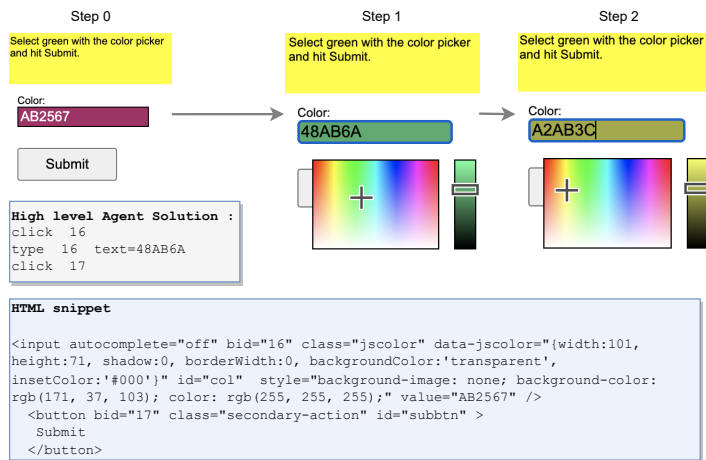 Step 0
Step 1
Step 2
Select green with the color picker
and hit Submit.
Select green with the color picker
and hit Submit.
Select green with the color picker
and hit Submit.
Color:
AB2567
Color:
48AB6A
Color:
A2AB3C
Submit
High level Agent Solution :
click 16
type 16 text=48AB6A
click 17
HTML snippet
<input autocomplete="off" bid="16" class="jscolor" data-jscolor="{width:101,
height:71, shadow:0, borderWidth:0, backgroundColor:'transparent',
insetColor:'#000'}" id="col" style="background-image: none; background-color:
rgb(171, 37, 103); color: rgb(255, 255, 255);" value="AB2567" />
<button bid="17" class="secondary-action" id="subbtn" >
Submit
</button>